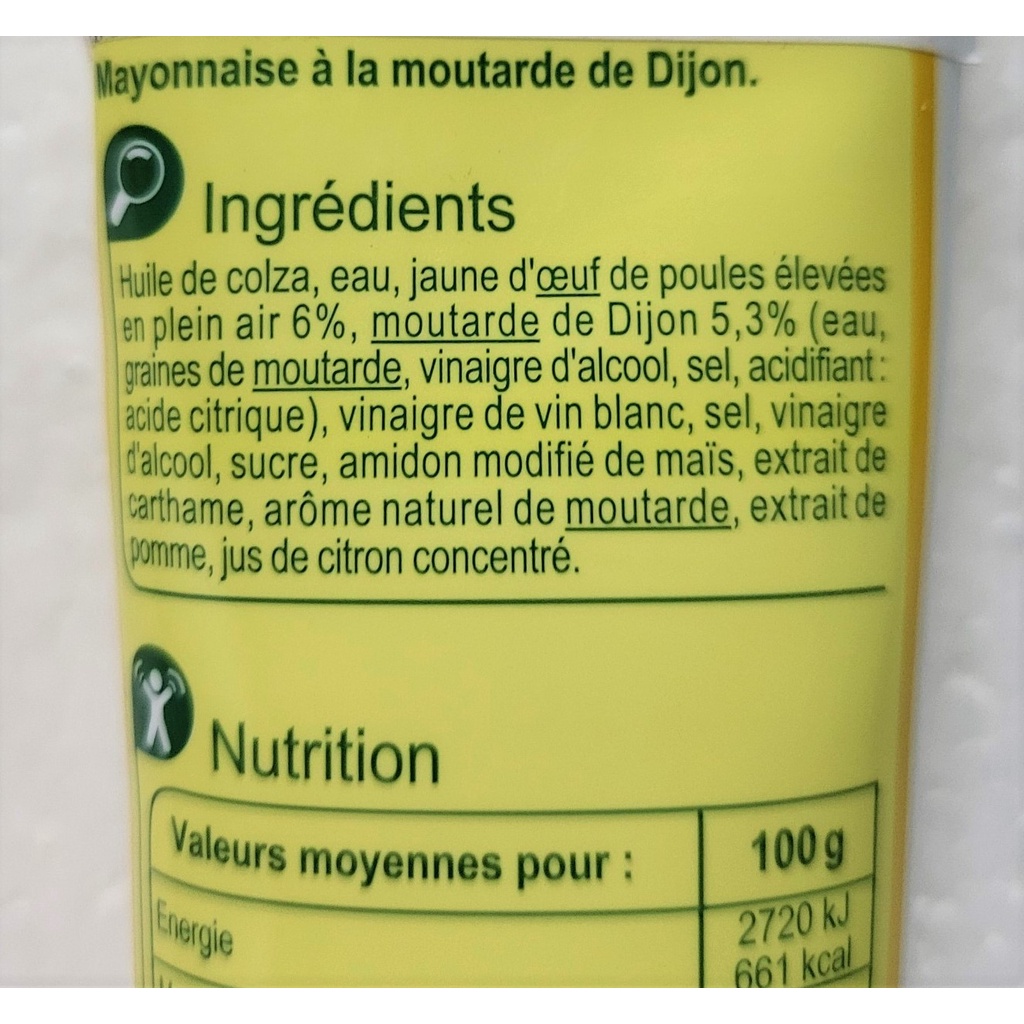 Mayonnaise à la moutarde de Dijon.
Ingrédients
Huile de colza, eau, jaune d'œuf de poules élevées
en plein air 6%, moutarde de Dijon 5,3% (eau,
graines de moutarde, vinaigre d'alcool, sel, acidifiant :
acide citrique), vinaigre de vin blanc, sel, vinaigre
d'alcool, sucre, amidon modifié de maïs, extrait de
carthame, arôme naturel de moutarde, extrait de
pomme, jus de citron concentré.
Nutrition
Valeurs moyennes pour : 100 g
Energie 2720 kJ
661 kcal